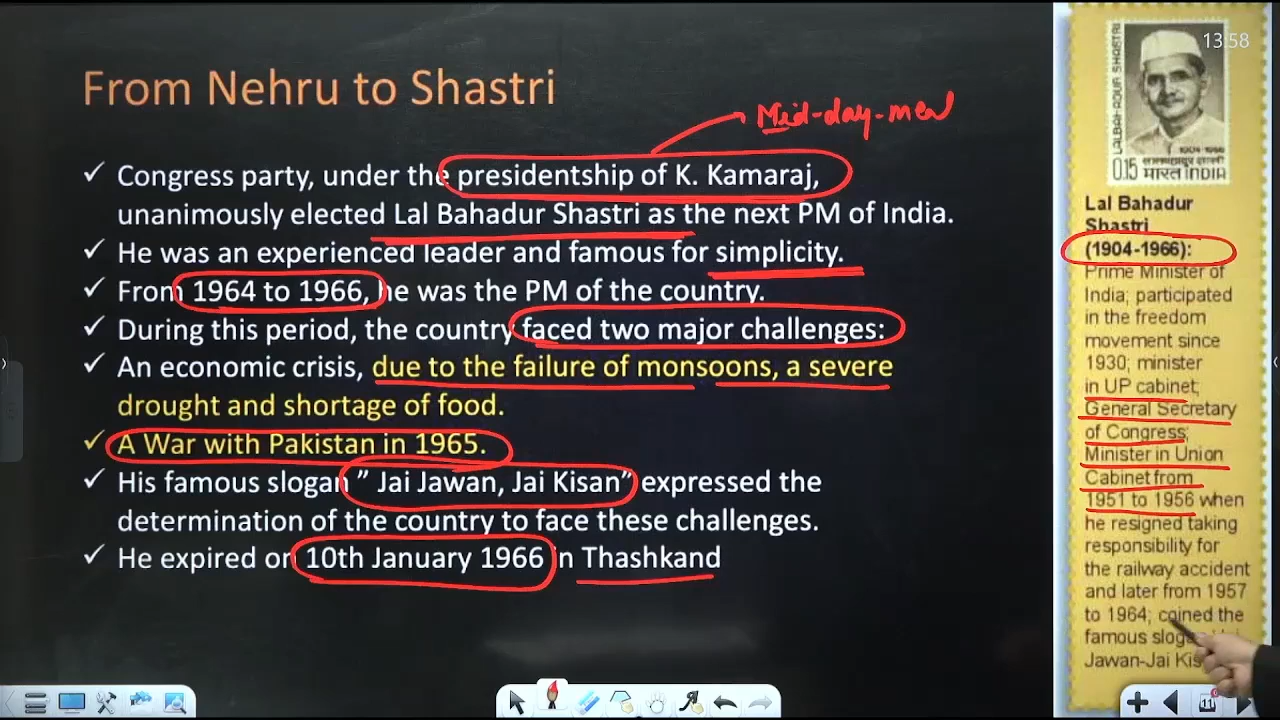 From Nehru to Shastri
Mid-day-meal
✓ Congress party, under the presidentship of K. Kamaraj,
unanimously elected Lal Bahadur Shastri as the next PM of India.
✓ He was an experienced leader and famous for simplicity.
✓ From 1964 to 1966, he was the PM of the country.
✓ During this period, the country faced two major challenges:
✓ An economic crisis, due to the failure of monsoons, a severe
drought and shortage of food.
✓ A War with Pakistan in 1965.
✓ His famous slogan ” Jai Jawan, Jai Kisan” expressed the
determination of the country to face these challenges.
✓ He expired on 10th January 1966 in Thashkand
13:58
LALBAHADUR SHASTRI
1904-1966
0.15 भारत INDIA
Lal Bahadur
Shastri
(1904-1966):
Prime Minister of
India; participated
in the freedom
movement since
1930; minister
in UP cabinet;
General Secretary
of Congress;
Minister in Union
Cabinet from
1951 to 1956 when
he resigned taking
responsibility for
the railway accident
and later from 1957
to 1964; coined the
famous
Jawan-Jai
11